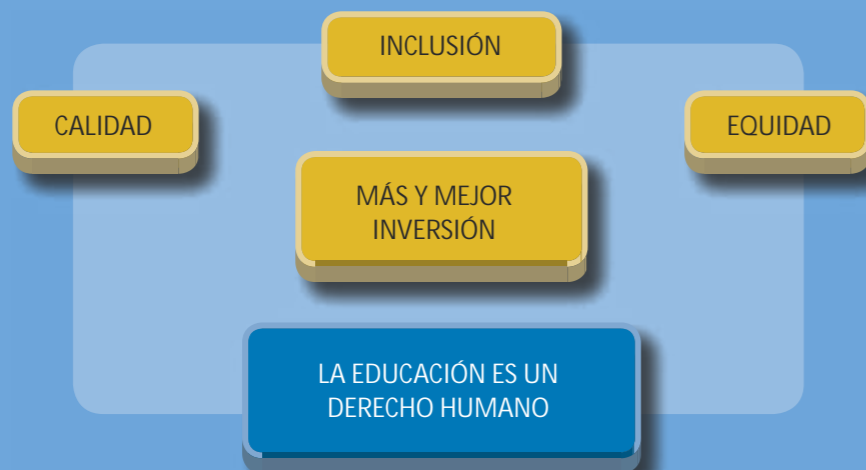 INCLUSIÓN
CALIDAD
EQUIDAD
MÁS Y MEJOR
INVERSIÓN
LA EDUCACIÓN ES UN
DERECHO HUMANO